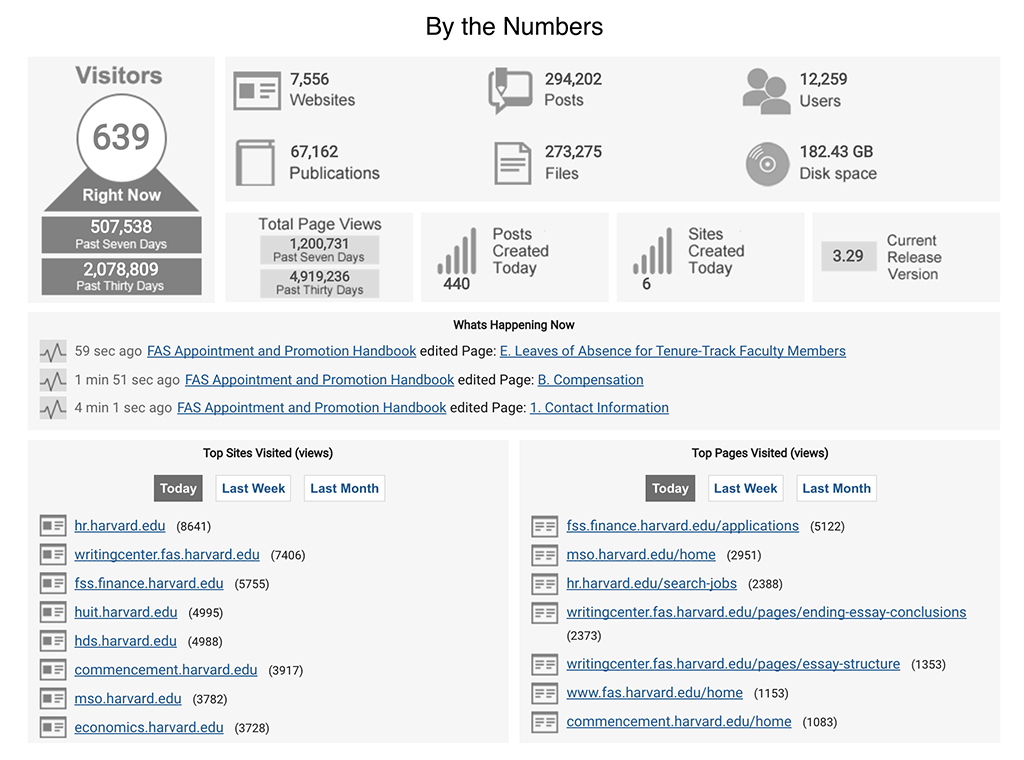 By the Numbers
Visitors
639
Right Now
507,538
Past Seven Days
2,078,809
Past Thirty Days
7,556
Websites
294,202
Posts
12,259
Users
67,162
Publications
273,275
Files
182.43 GB
Disk space
Total Page Views
1,200,731
Past Seven Days
4,919,236
Past Thirty Days
Posts
Created
Today
440
Sites
Created
Today
6
3.29
Current
Release
Version
Whats Happening Now
59 sec ago FAS Appointment and Promotion Handbook edited Page: E. Leaves of Absence for Tenure-Track Faculty Members
1 min 51 sec ago FAS Appointment and Promotion Handbook edited Page: B. Compensation
4 min 1 sec ago FAS Appointment and Promotion Handbook edited Page: 1. Contact Information
Top Sites Visited (views)
Today Last Week Last Month
hr.harvard.edu (8641)
writingcenter.fas.harvard.edu (7406)
fss.finance.harvard.edu (5755)
huit.harvard.edu (4995)
hds.harvard.edu (4988)
commencement.harvard.edu (3917)
mso.harvard.edu (3782)
economics.harvard.edu (3728)
Top Pages Visited (views)
Today Last Week Last Month
fss.finance.harvard.edu/applications (5122)
mso.harvard.edu/home (2951)
hr.harvard.edu/search-jobs (2388)
writingcenter.fas.harvard.edu/pages/ending-essay-conclusions
(2373)
writingcenter.fas.harvard.edu/pages/essay-structure (1353)
www.fas.harvard.edu/home (1153)
commencement.harvard.edu/home (1083)